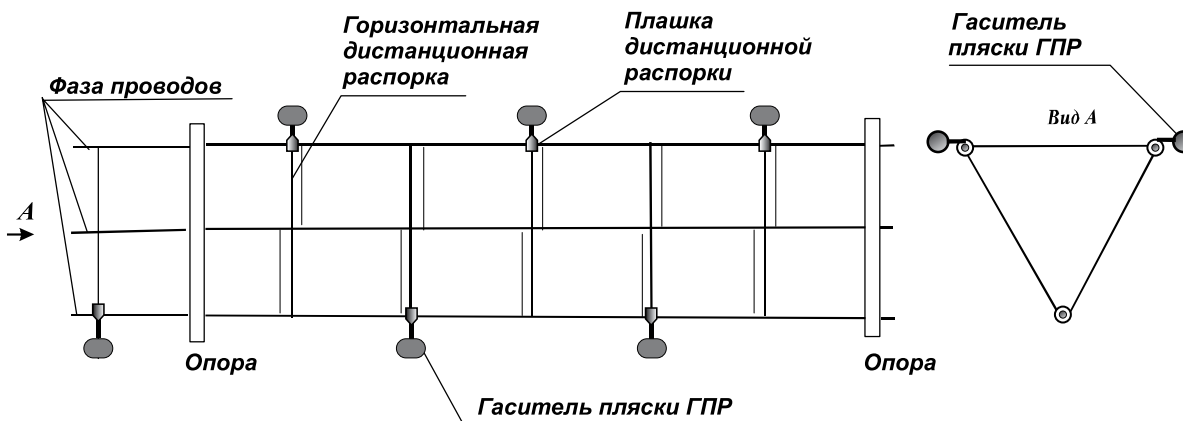 Горизонтальная
дистанционная
распорка
Плашка
дистанционной
распорки
Гаситель
пляски ГПР
Фаза проводов
Вид А
А
Опора
Опора
Гаситель пляски ГПР